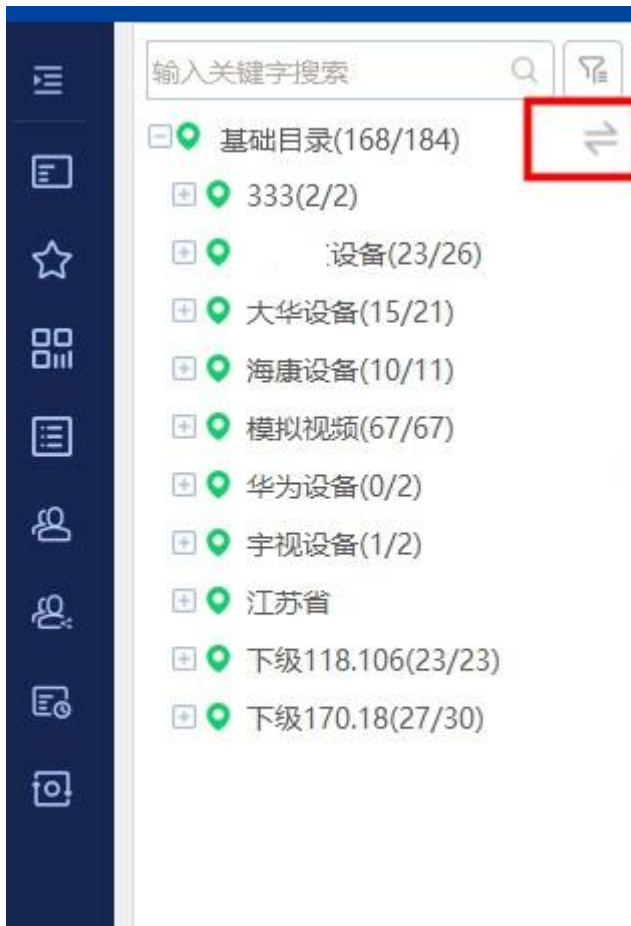 输入关键字搜索
基础目录(168/184)
333(2/2)
设备(23/26)
大华设备(15/21)
海康设备(10/11)
模拟视频(67/67)
华为设备(0/2)
宇视设备(1/2)
江苏省
下级118.106(23/23)
下级170.18(27/30)